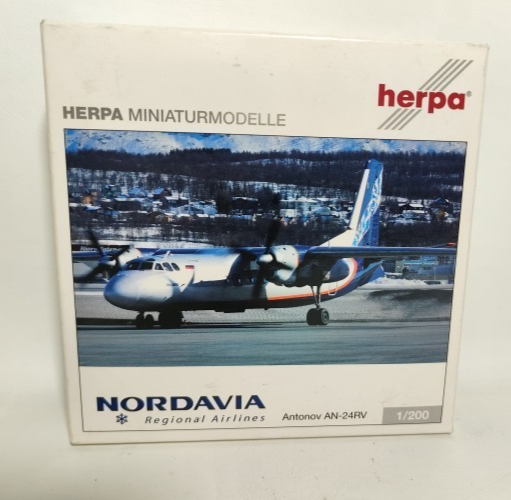 herpa®
HERPA MINIATURMODELLE
NORDAVIA
Regional Airlines
Antonov AN-24RV
1/200